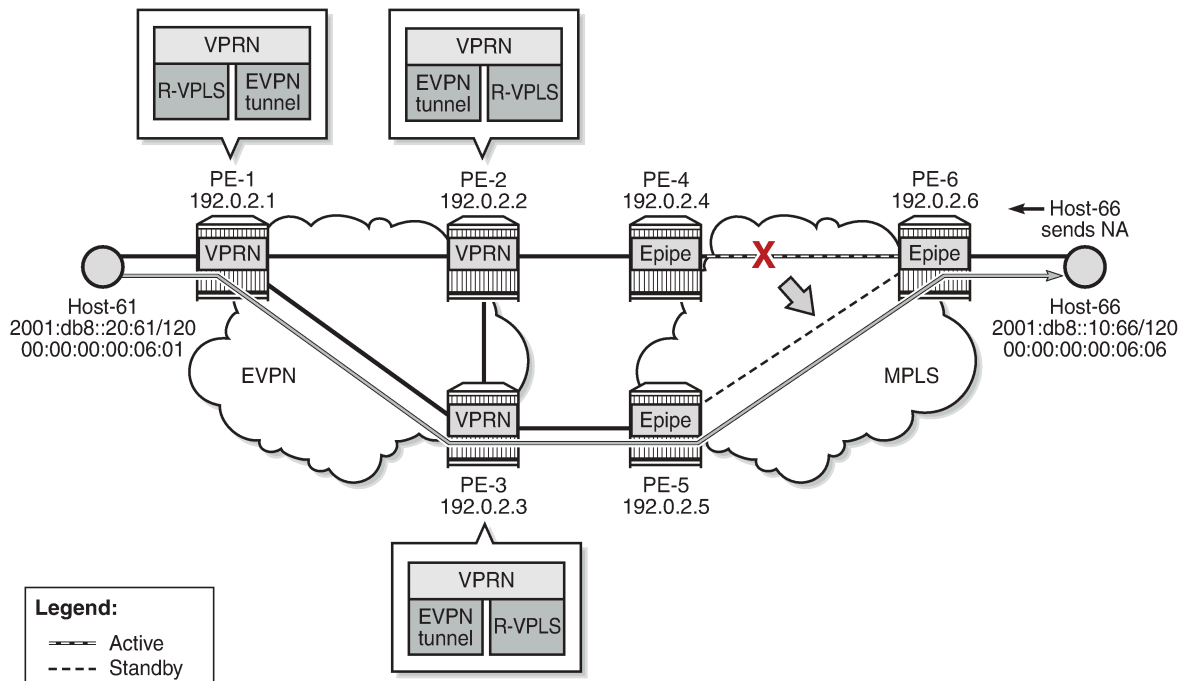 VPRN
R-VPLS
EVPN
tunnel
VPRN
EVPN
tunnel
R-VPLS
PE-1
192.0.2.1
PE-2
192.0.2.2
PE-4
192.0.2.4
PE-6
192.0.2.6
Host-66
sends NA
VPRN
VPRN
Epipe
X
Epipe
Host-61
2001:db8::20:61/120
00:00:00:00:06:01
Host-66
2001:db8::10:66/120
00:00:00:00:06:06
EVPN
MPLS
VPRN
Epipe
PE-3
192.0.2.3
PE-5
192.0.2.5
VPRN
EVPN
tunnel
R-VPLS
Legend:
Active
Standby